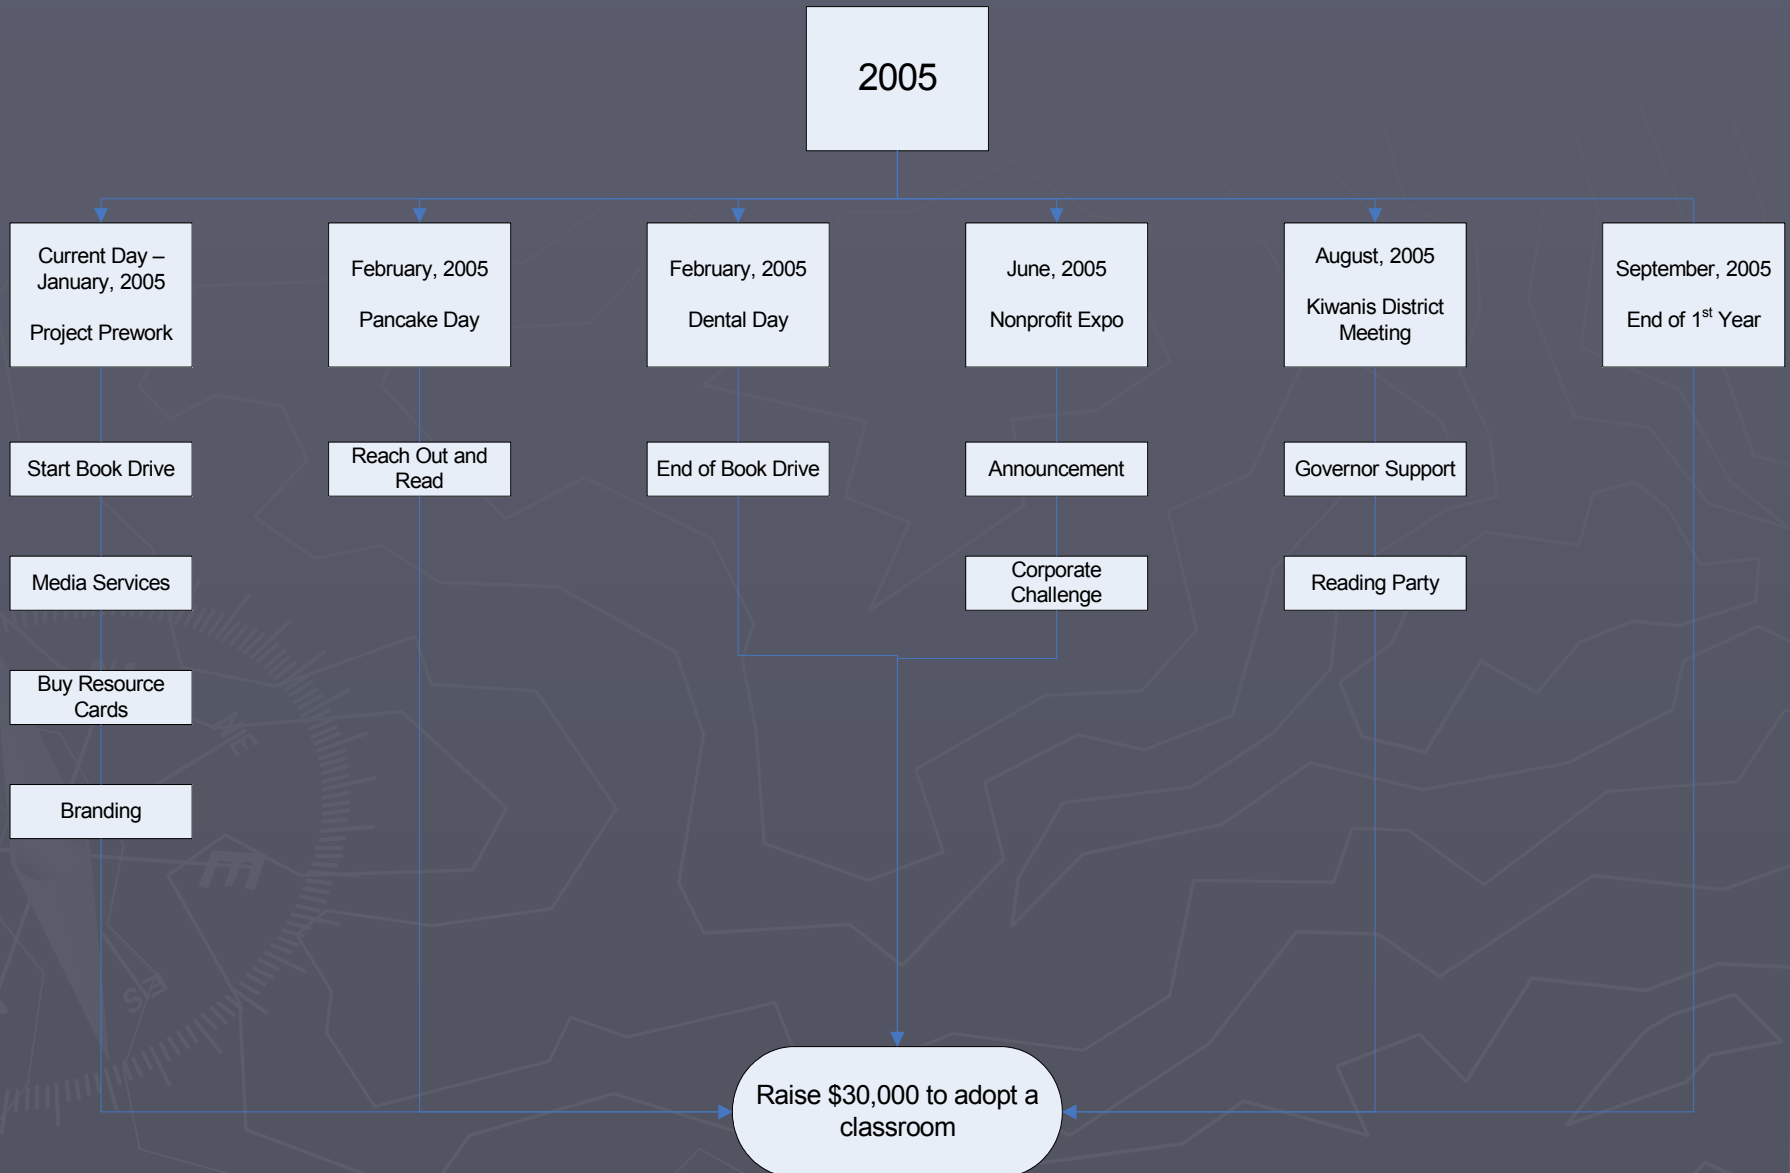 2005
Current Day –
January, 2005
Project Prework
February, 2005
Pancake Day
February, 2005
Dental Day
June, 2005
Nonprofit Expo
August, 2005
Kiwanis District
Meeting
September, 2005
End of 1st Year
Start Book Drive
Media Services
Buy Resource
Cards
Branding
Reach Out and
Read
End of Book Drive
Announcement
Corporate
Challenge
Governor Support
Reading Party
Raise $30,000 to adopt a
classroom
NE
E
SE